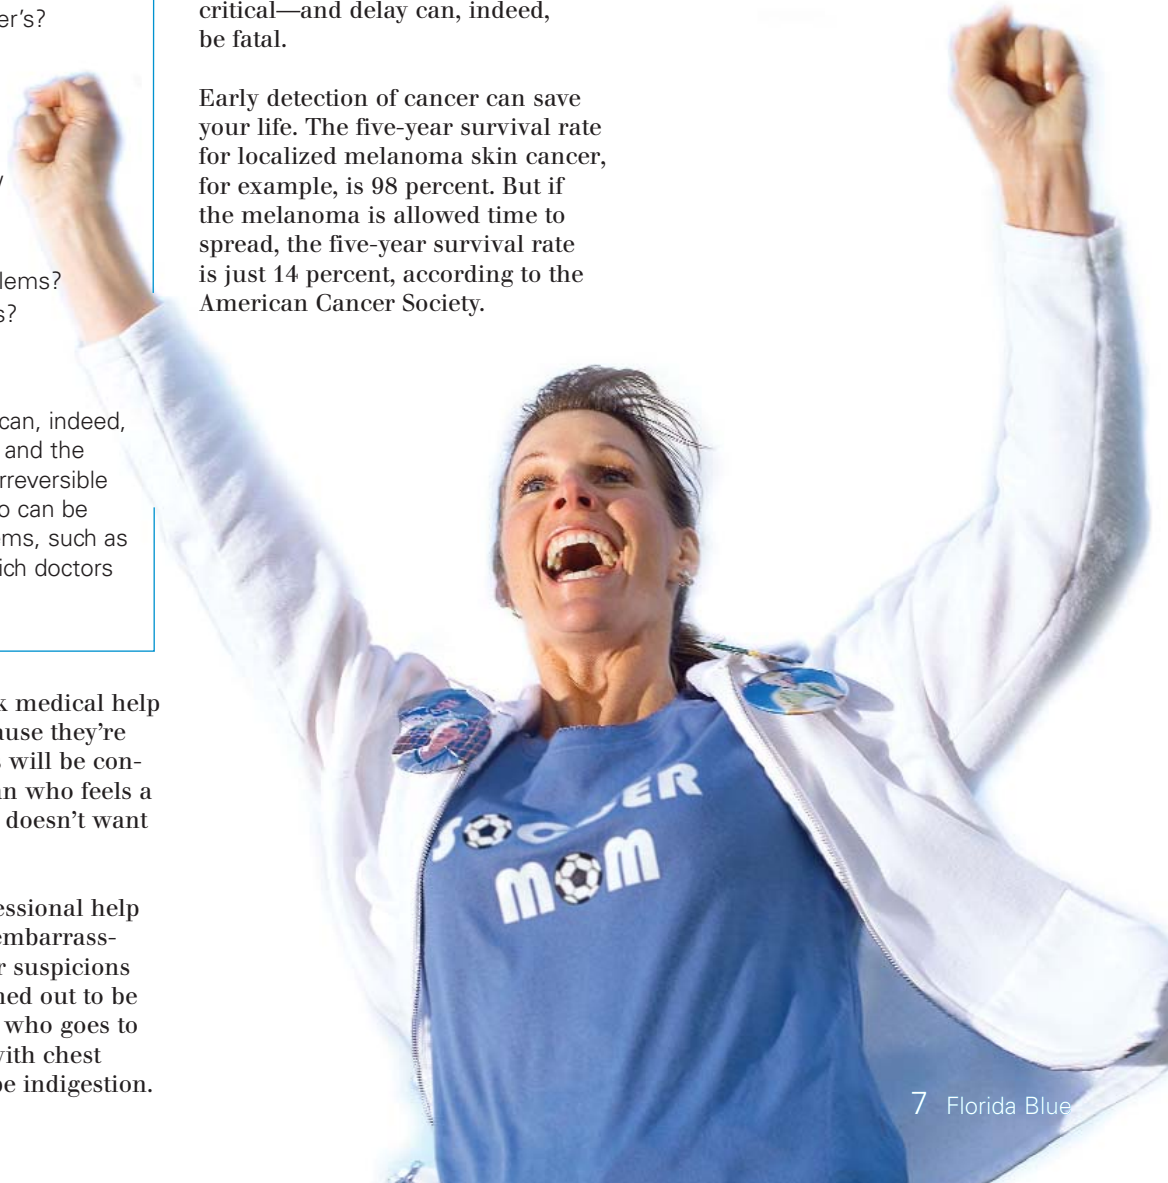 er's?
lems?
s?
can, indeed,
and the
rreversible
o can be
ms, such as
ich doctors
k medical help
ause they're
s will be con-
an who feels a
doesn't want
essional help
embarrass-
r suspicions
ned out to be
who goes to
with chest
be indigestion.
critical—and delay can, indeed,
be fatal.
Early detection of cancer can save
your life. The five-year survival rate
for localized melanoma skin cancer,
for example, is 98 percent. But if
the melanoma is allowed time to
spread, the five-year survival rate
is just 14 percent, according to the
American Cancer Society.
SOCCER
MOM
7 Florida Blue